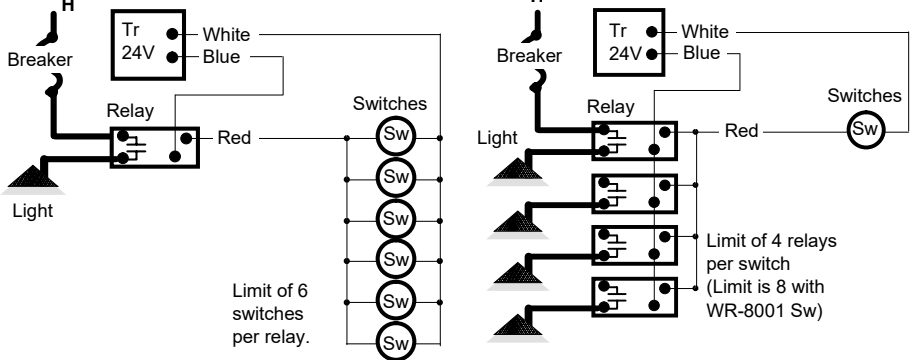 H
Breaker
Tr
24V
White
Blue
Relay
Red
Light
Switches
Sw
Sw
Sw
Sw
Sw
Sw
Limit of 6
switches
per relay.
Breaker
Tr
24V
White
Blue
Relay
Red
Light
Switches
Sw
Limit of 4 relays
per switch
(Limit is 8 with
WR-8001 Sw)